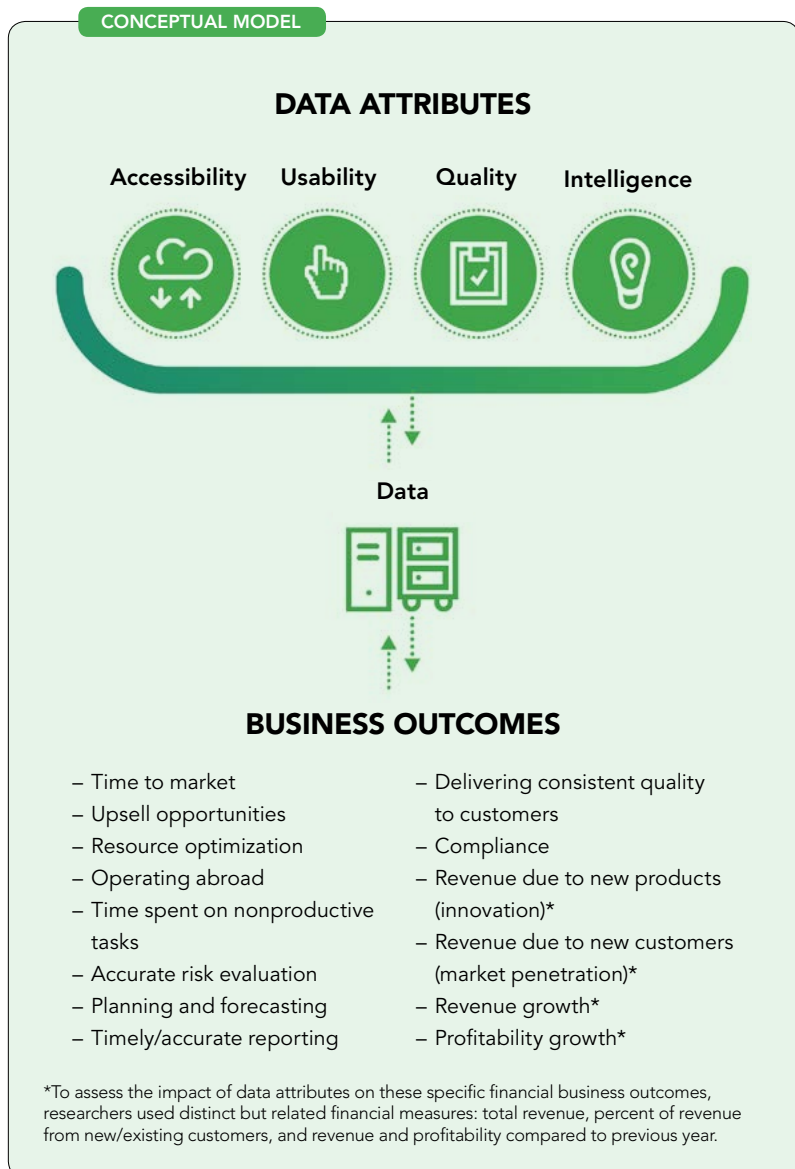 CONCEPTUAL MODEL
DATA ATTRIBUTES
Accessibility
Usability
Quality
Intelligence
Data
BUSINESS OUTCOMES
– Time to market
– Upsell opportunities
– Resource optimization
– Operating abroad
– Time spent on nonproductive
tasks
– Accurate risk evaluation
– Planning and forecasting
– Timely/accurate reporting
– Delivering consistent quality
to customers
– Compliance
– Revenue due to new products
(innovation)*
– Revenue due to new customers
(market penetration)*
– Revenue growth*
– Profitability growth*
*To assess the impact of data attributes on these specific financial business outcomes,
researchers used distinct but related financial measures: total revenue, percent of revenue
from new/existing customers, and revenue and profitability compared to previous year.